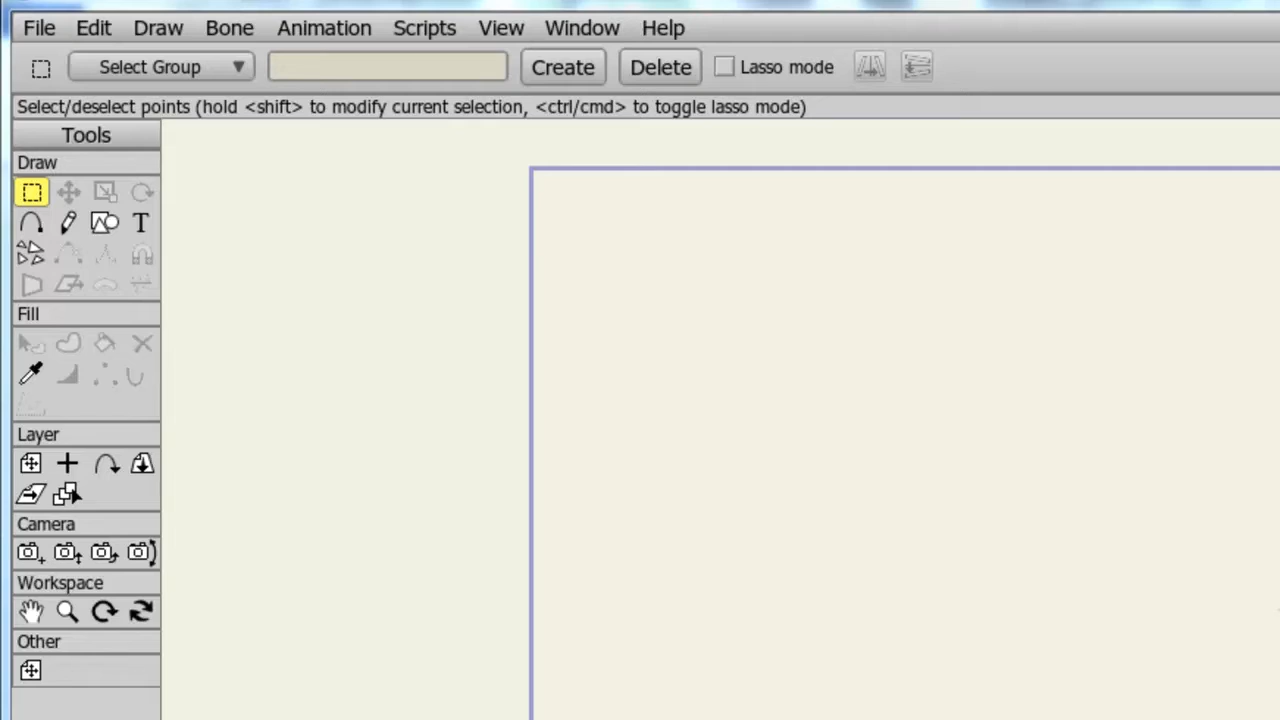 File Edit Draw Bone Animation Scripts View Window Help
Select Group Create Delete Lasso mode
Select/deselect points (hold <shift> to modify current selection, <ctrl/cmd> to toggle lasso mode)
Tools
Draw
T
Fill
Layer
Camera
Workspace
Other